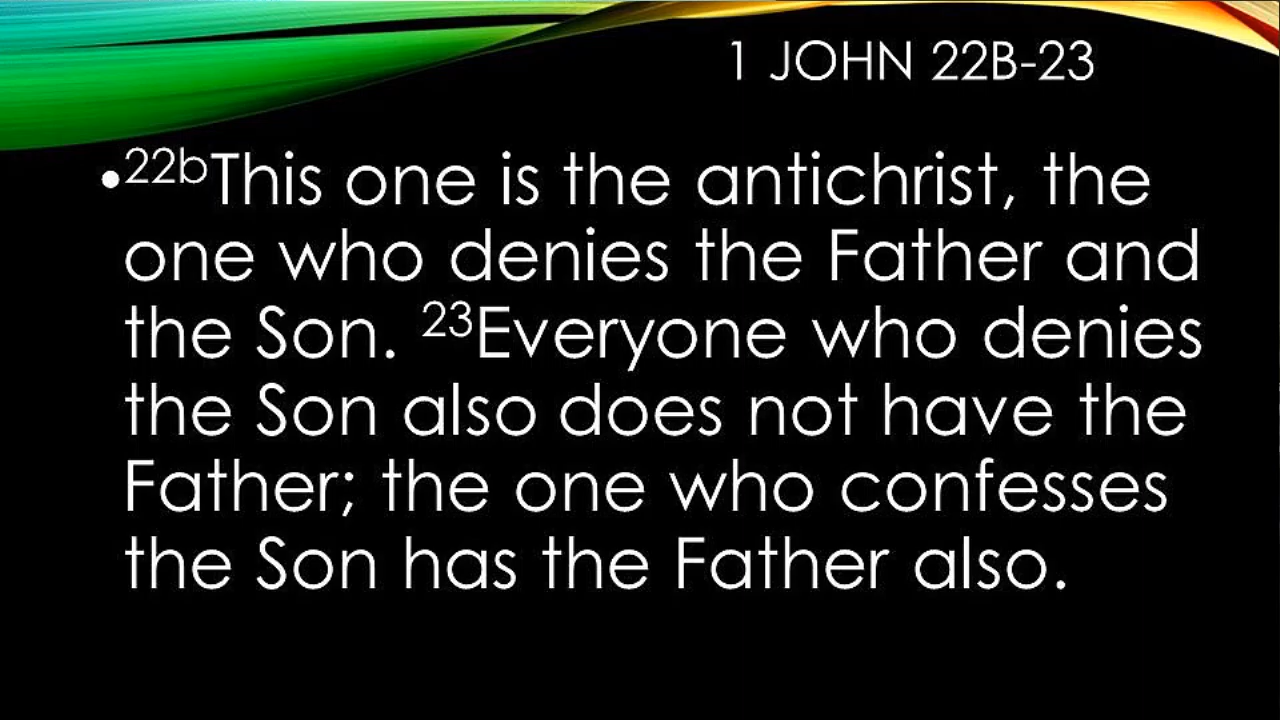 1 JOHN 22B-23
•22bThis one is the antichrist, the
one who denies the Father and
the Son. 23Everyone who denies
the Son also does not have the
Father; the one who confesses
the Son has the Father also.